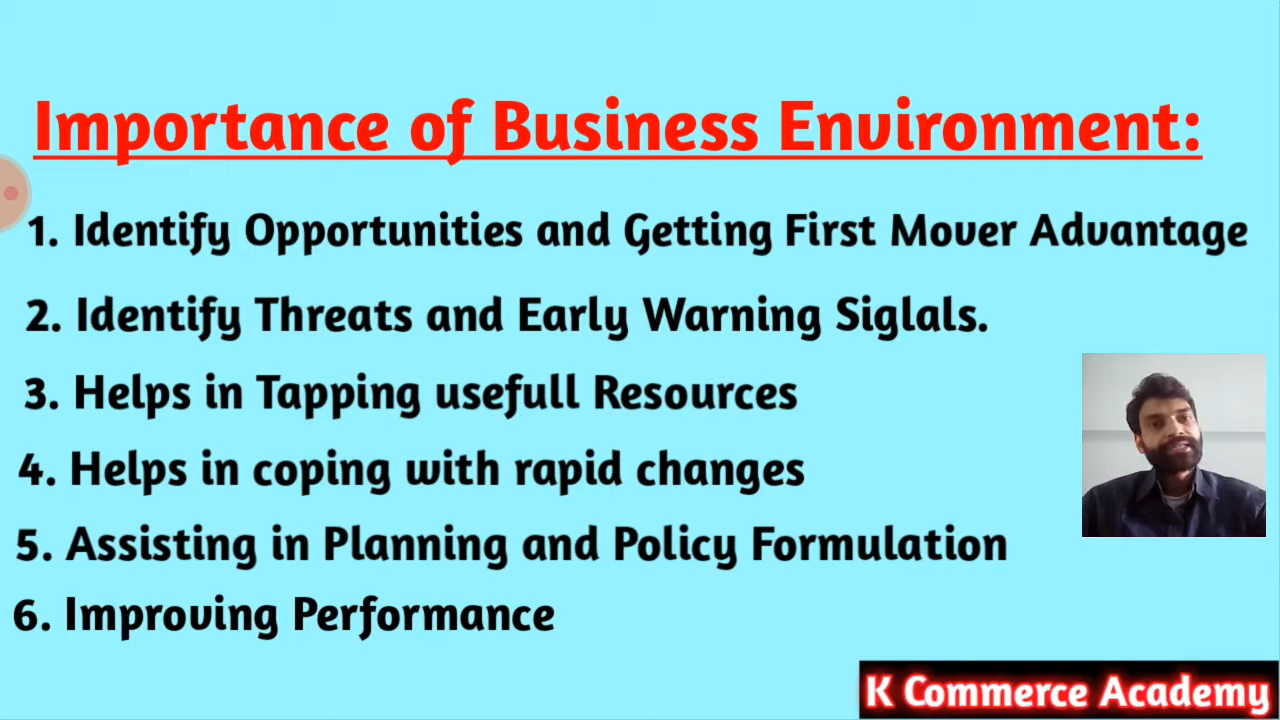 Importance of Business Environment:
1. Identify Opportunities and Getting First Mover Advantage
2. Identify Threats and Early Warning Siglals.
3. Helps in Tapping usefull Resources
4. Helps in coping with rapid changes
5. Assisting in Planning and Policy Formulation
6. Improving Performance
K Commerce Academy